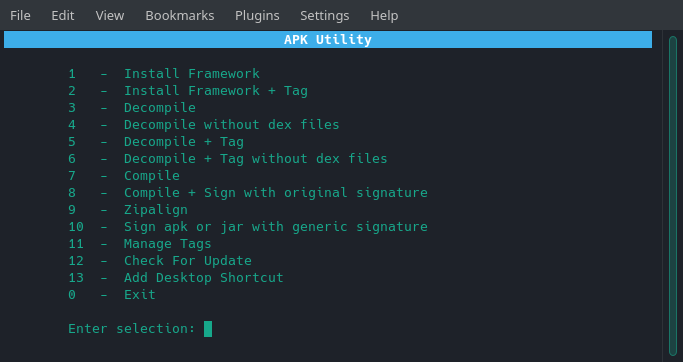 File Edit View Bookmarks Plugins Settings Help
APK Utility
1 - Install Framework
2 - Install Framework + Tag
3 - Decompile
4 - Decompile without dex files
5 - Decompile + Tag
6 - Decompile + Tag without dex files
7 - Compile
8 - Compile + Sign with original signature
9 - Zipalign
10 - Sign apk or jar with generic signature
11 - Manage Tags
12 - Check For Update
13 - Add Desktop Shortcut
0 - Exit
Enter selection: